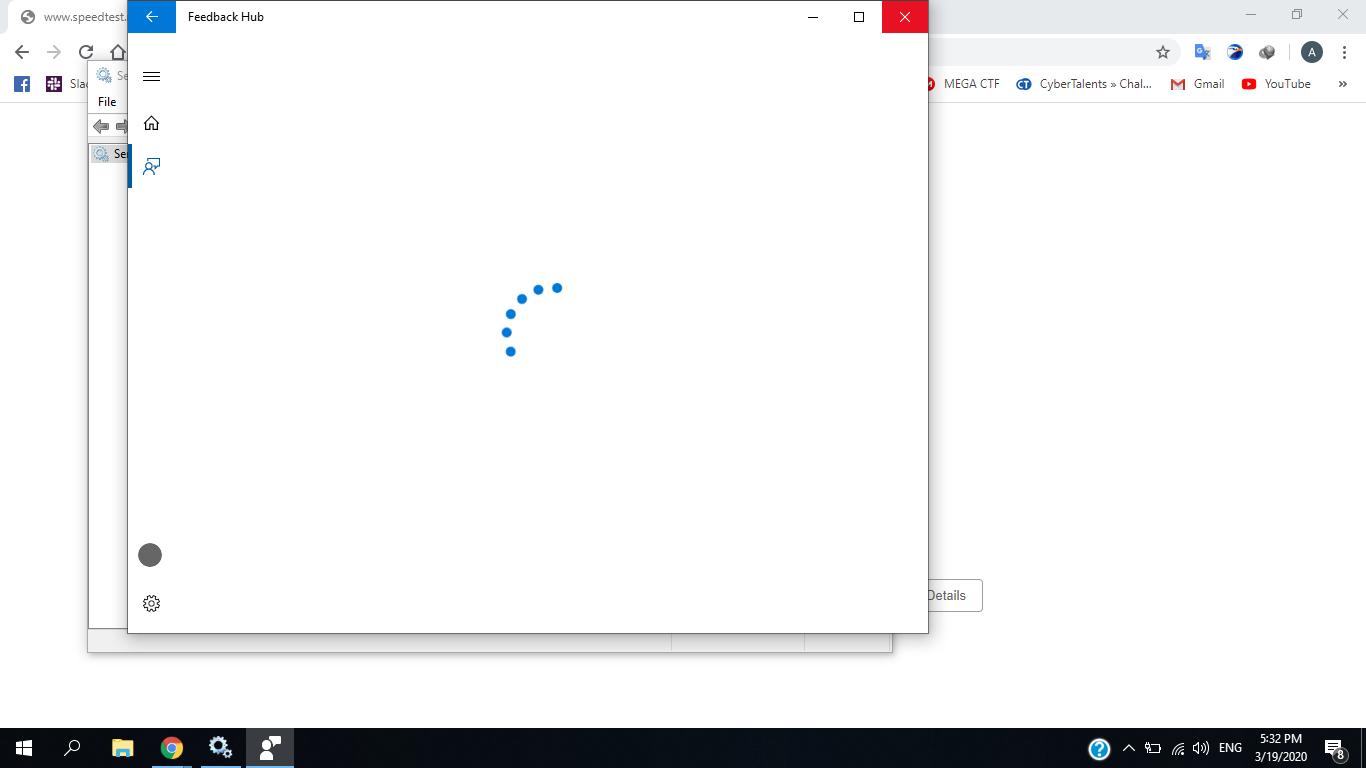 www.speedtest.
Feedback Hub
A
Slac
MEGA CTF
CyberTalents » Chal...
Gmail
YouTube
»
Se
File
Ser
Details
ENG
5:32 PM
3/19/2020
8